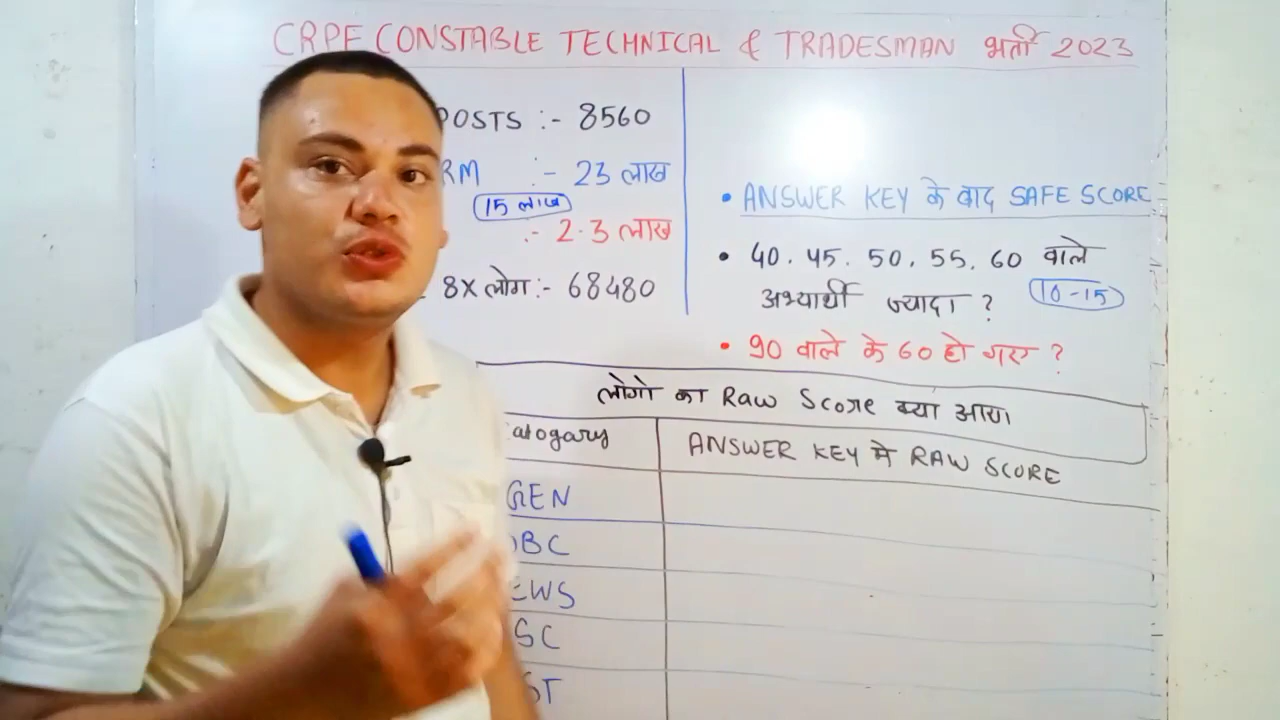 CRPF CONSTABLE TECHNICAL & TRADESMAN भर्ती 2023
POSTS :- 8560
RM :- 23 लाख
15 लाख
:- 2.3 लाख
8X लोग :- 68480
• ANSWER KEY के बाद SAFE SCORE
• 40, 45, 50, 55, 60 वाले
अभ्यार्थी ज्यादा ? 10-15
• 90 वाले के 60 हो गए ?
लोगो का Raw Score क्या आया
atogary
ANSWER KEY मे RAW SCORE
GEN
OBC
EWS
SC
ST